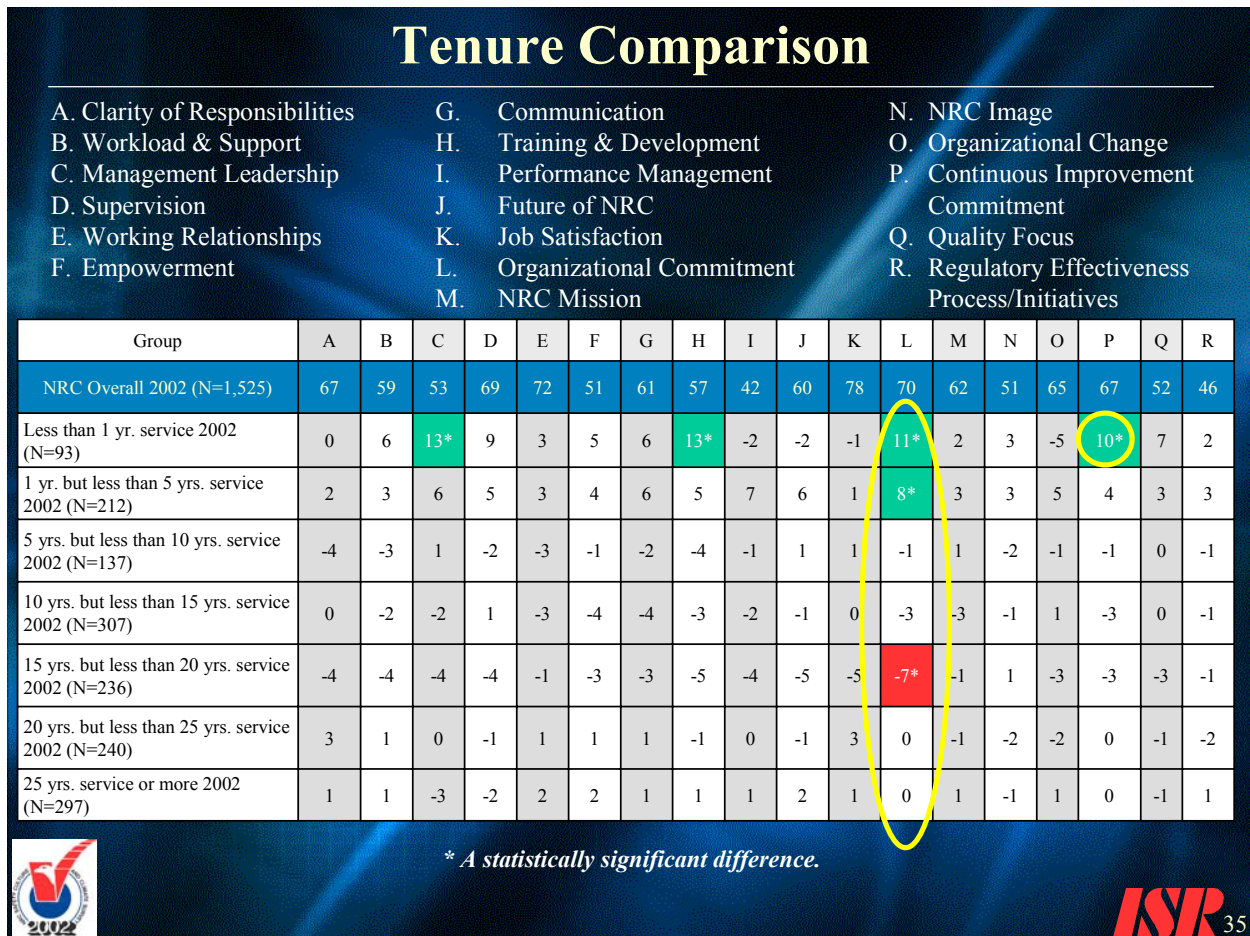 Tenure Comparison
A. Clarity of Responsibilities
B. Workload & Support
C. Management Leadership
D. Supervision
E. Working Relationships
F. Empowerment
G. Communication
H. Training & Development
I. Performance Management
J. Future of NRC
K. Job Satisfaction
L. Organizational Commitment
M. NRC Mission
N. NRC Image
O. Organizational Change
P. Continuous Improvement
Commitment
Q. Quality Focus
R. Regulatory Effectiveness
Process/Initiatives
Group A B C D E F G H I J K L M N O P Q R
NRC Overall 2002 (N=1,525) 67 59 53 69 72 51 61 57 42 60 78 70 62 51 65 67 52 46
Less than 1 yr. service 2002
(N=93) 0 6 13* 9 3 5 6 13* -2 -2 -1 11* 2 3 -5 10* 7 2
1 yr. but less than 5 yrs. service
2002 (N=212) 2 3 6 5 3 4 6 5 7 6 1 8* 3 3 5 4 3 3
5 yrs. but less than 10 yrs. service
2002 (N=137) -4 -3 1 -2 -3 -1 -2 -4 -1 1 1 -1 1 -2 -1 -1 0 -1
10 yrs. but less than 15 yrs. service
2002 (N=307) 0 -2 -2 1 -3 -4 -4 -3 -2 -1 0 -3 -3 -1 1 -3 0 -1
15 yrs. but less than 20 yrs. service
2002 (N=236) -4 -4 -4 -4 -1 -3 -3 -5 -4 -5 -5 -7* -1 1 -3 -3 -3 -1
20 yrs. but less than 25 yrs. service
2002 (N=240) 3 1 0 -1 1 1 1 -1 0 -1 3 0 -1 -2 -2 0 -1 -2
25 yrs. service or more 2002
(N=297) 1 1 -3 -2 2 2 1 1 1 2 1 0 1 -1 1 0 -1 1
* A statistically significant difference.
2002
ISR 35